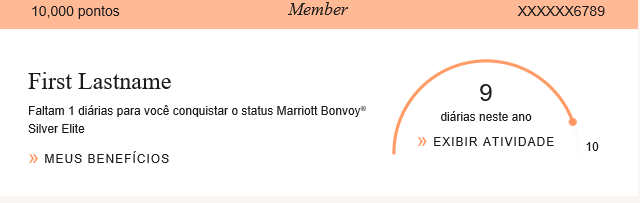 10,000 pontos Member XXXXXX6789
First Lastname
Faltam 1 diárias para você conquistar o status Marriott Bonvoy®
Silver Elite
» MEUS BENEFÍCIOS
9
diárias neste ano
» EXIBIR ATIVIDADE
10